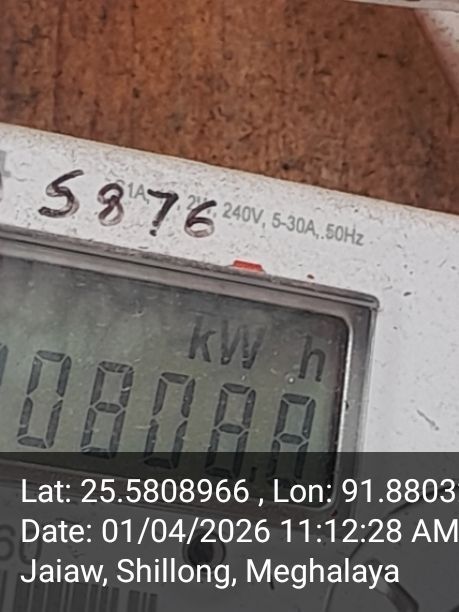 5876
240V, 5-30A,.50Hz
kW h
Lat: 25.5808966 , Lon: 91.8803
Date: 01/04/2026 11:12:28 AM
Jaiaw, Shillong, Meghalaya